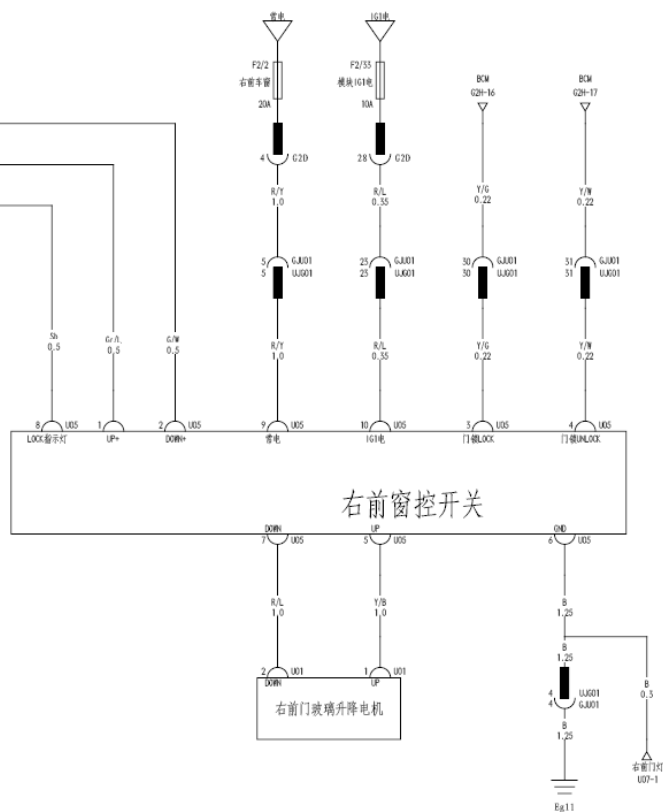 常电
IG1电
F2/2
右前车窗
20A
F2/33
模块IG1电
10A
BCM
G2H-16
BCM
G2H-17
4
G2D
28
G2D
R/Y
1.0
R/L
0.35
Y/G
0.22
Y/W
0.22
5
GJU01
5
UJG01
23
GJU01
23
UJG01
30
GJU01
30
UJG01
31
GJU01
31
UJG01
Sb
0.5
Gr/L
0.5
G/W
0.5
R/Y
1.0
R/L
0.35
Y/G
0.22
Y/W
0.22
8
U05
1
U05
2
U05
9
U05
10
U05
3
U05
4
U05
LOCK指示灯
UP+
DOWN+
常电
IG1电
门锁LOCK
门锁UNLOCK
右前窗控开关
DOWN
UP
GND
7
U05
5
U05
6
U05
R/L
1.0
Y/B
1.0
B
1.25
B
1.25
2
U01
1
U01
DOWN
UP
右前门玻璃升降电机
4
UJG01
4
GJU01
B
0.5
B
1.25
右前门灯
U07-1
Eg11